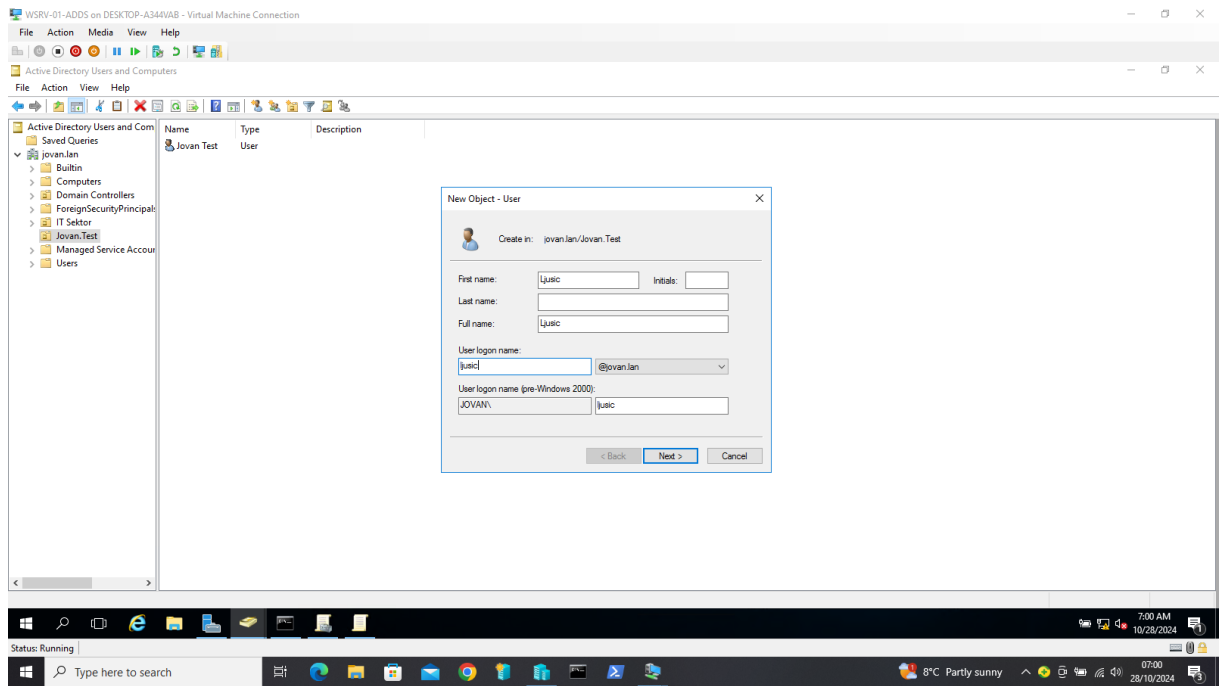 WSRV-01-ADDS on DESKTOP-A344VAB - Virtual Machine Connection
File Action Media View Help
Active Directory Users and Computers
File Action View Help
Active Directory Users and Com
Saved Queries
jovan.lan
Builtin
Computers
Domain Controllers
ForeignSecurityPrincipals
IT Sektor
Jovan.Test
Managed Service Accour
Users
Name Type Description
Jovan Test User
New Object - User
Create in: jovan.lan/Jovan.Test
First name: Ljusic Initials:
Last name:
Full name: Ljusic
User logon name:
ljusic @jovan.lan
User logon name (pre-Windows 2000):
JOVAN\ ljusic
< Back Next > Cancel
7:00 AM
10/28/2024
1
Status: Running
Type here to search
1
8°C Partly sunny
07:00
28/10/2024
3